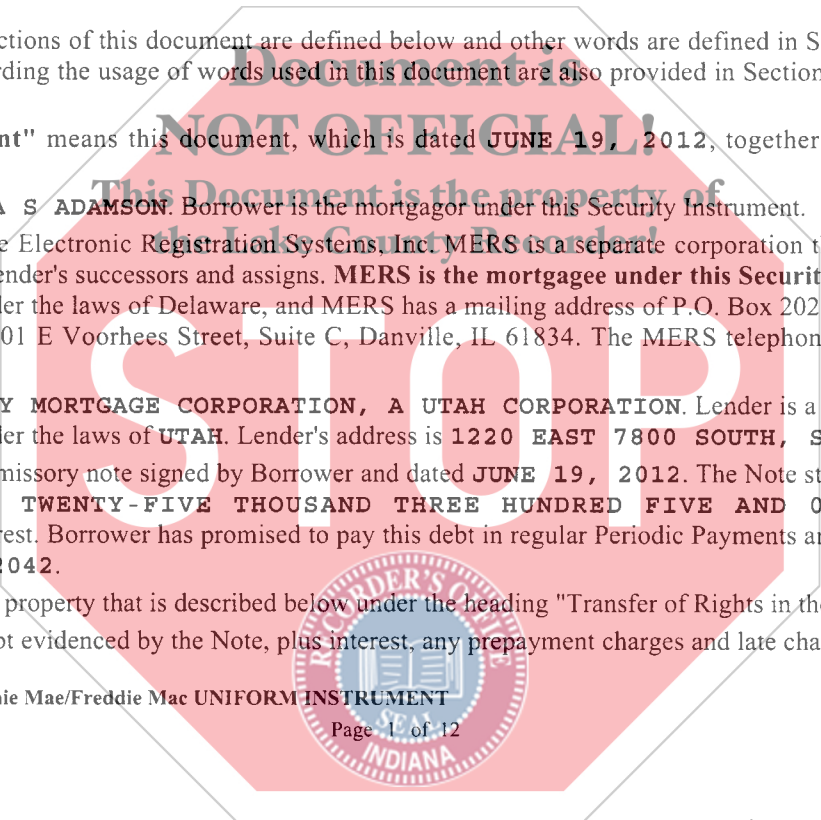 ctions of this document are defined below and other words are defined in S
rding the usage of words used in this document are also provided in Section
Document is
nt" means this document, which is dated JUNE 19, 2012, together
NOT OFFICIAL!
This Document is the property of
A S ADAMSON. Borrower is the mortgagor under this Security Instrument.
the Lake County Recorder!
e Electronic Registration Systems, Inc. MERS is a separate corporation t
ender's successors and assigns. MERS is the mortgagee under this Securit
er the laws of Delaware, and MERS has a mailing address of P.O. Box 202
01 E Voorhees Street, Suite C, Danville, IL 61834. The MERS telephon
STOP
Y MORTGAGE CORPORATION, A UTAH CORPORATION. Lender is a
der the laws of UTAH. Lender's address is 1220 EAST 7800 SOUTH, S
missory note signed by Borrower and dated JUNE 19, 2012. The Note st
TWENTY-FIVE THOUSAND THREE HUNDRED FIVE AND 0
rest. Borrower has promised to pay this debt in regular Periodic Payments a
2042.
property that is described below under the heading "Transfer of Rights in th
bt evidenced by the Note, plus interest, any prepayment charges and late cha
nie Mae/Freddie Mac UNIFORM INSTRUMENT
Page 1 of 12
RECORDER'S OFFICE
SEAL
INDIANA